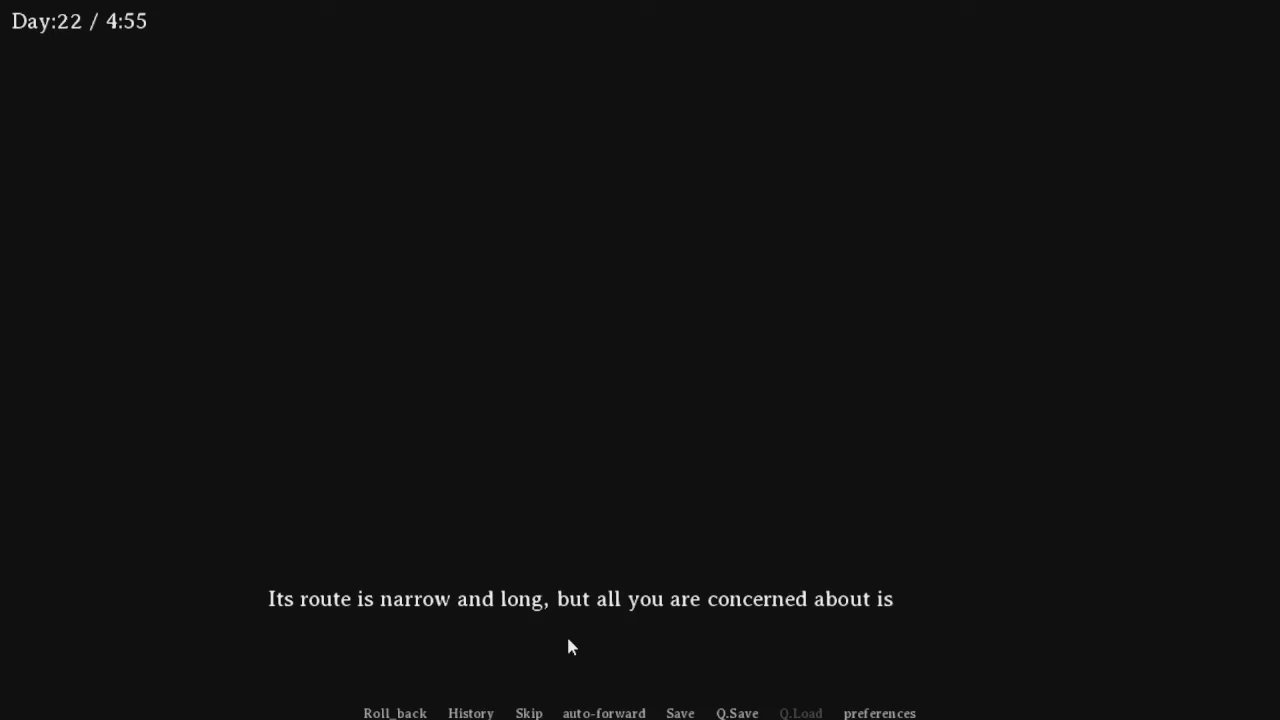 Day:22 / 4:55
Its route is narrow and long, but all you are concerned about is
Roll_back History Skip auto-forward Save Q.Save Q.Load preferences